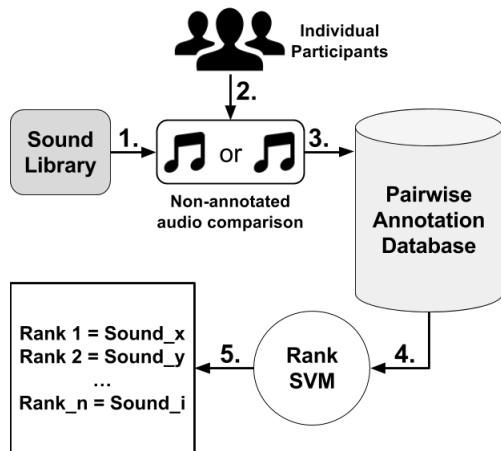 Individual
Participants
2.
Sound
Library
1.
or
3.
Non-annotated
audio comparison
Pairwise
Annotation
Database
4.
Rank
SVM
5.
Rank 1 = Sound_x
Rank 2 = Sound_y
...
Rank_n = Sound_i